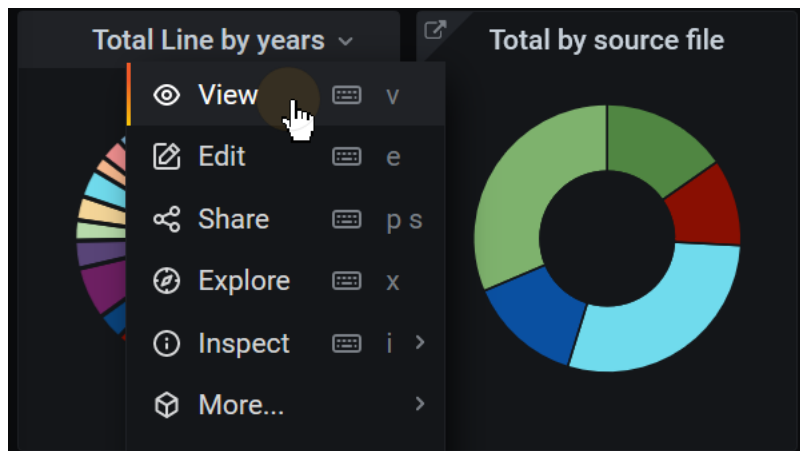 Total Line by years
Total by source file
View v
Edit e
Share p s
Explore x
Inspect i
More...